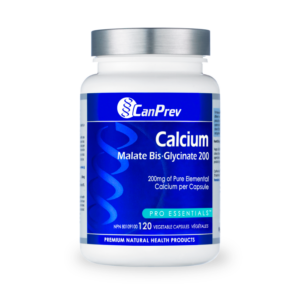 CanPrev
Calcium
Malate Bis·Glycinate 200
200mg of Pure Elemental
Calcium per Capsule
PRO ESSENTIALS
120 VEGETABLE CAPSULES VÉGÉTALES
PREMIUM NATURAL HEALTH PRODUCTS